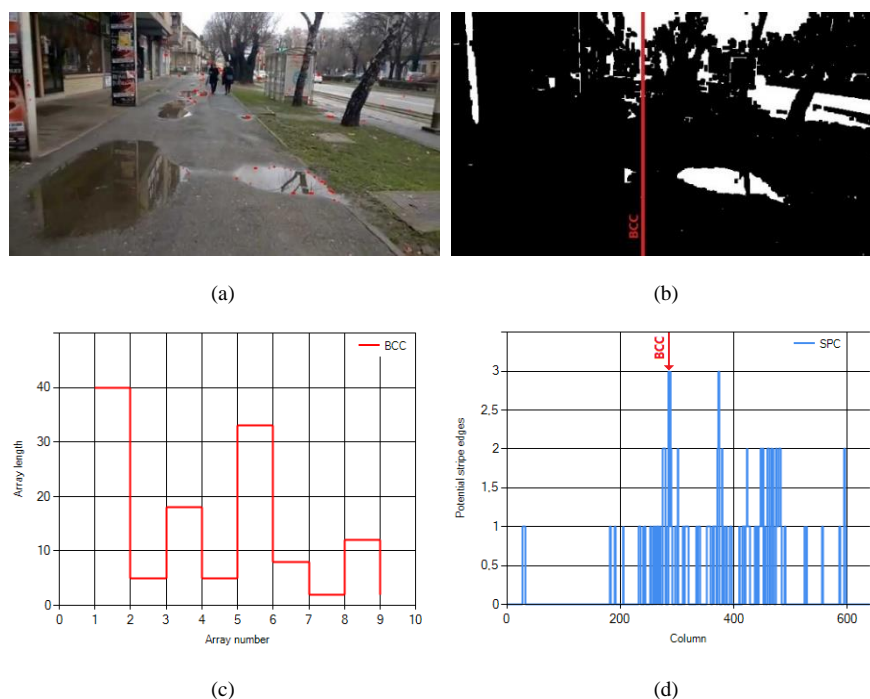 BCC
(a)
(b)
BCC
40
30
20
10
0
Array length
0 1 2 3 4 5 6 7 8 9 10
Array number
(c)
BCC
SPC
3
2,5
2
1,5
1
0,5
0
Potential stripe edges
0 200 400 600
Column
(d)